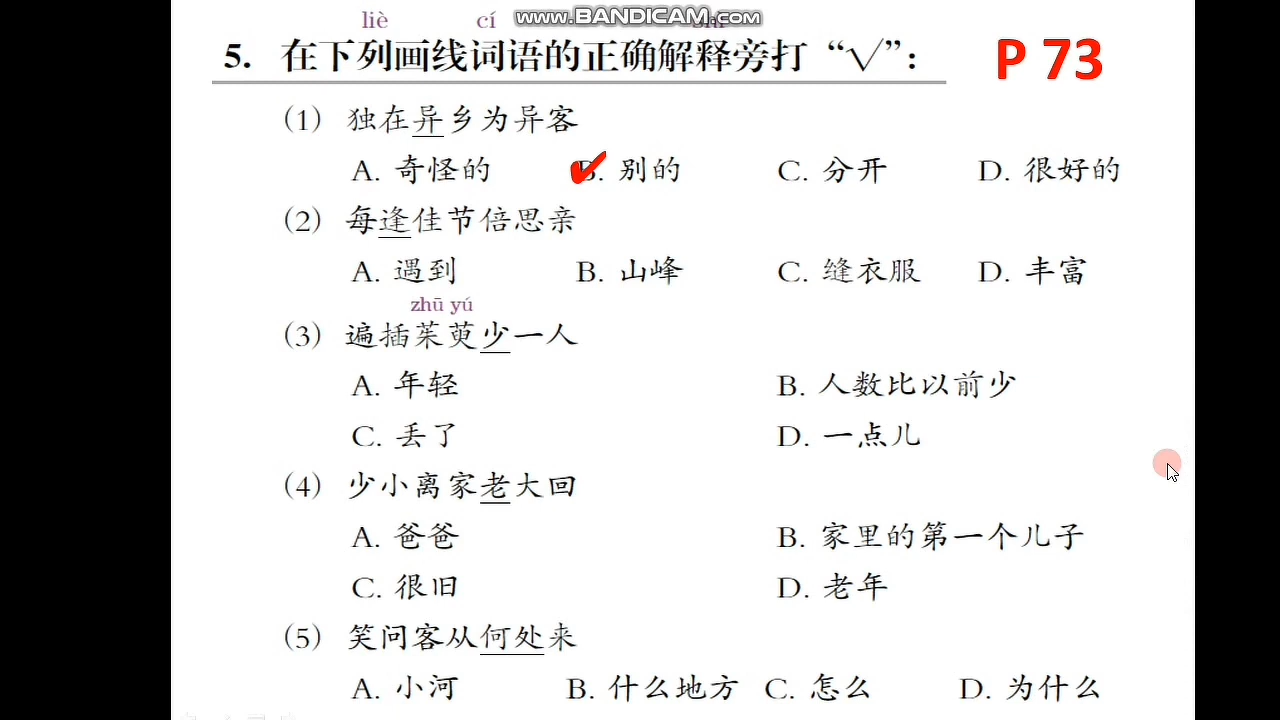 www.BANDICAM.com
liè cí
5. 在下列画线词语的正确解释旁打“√”： P 73
（1） 独在异乡为异客
A. 奇怪的 B. 别的 C. 分开 D. 很好的
（2） 每逢佳节倍思亲
A. 遇到 B. 山峰 C. 缝衣服 D. 丰富
zhū yú
（3） 遍插茱萸少一人
A. 年轻 B. 人数比以前少
C. 丢了 D. 一点儿
（4） 少小离家老大回
A. 爸爸 B. 家里的第一个儿子
C. 很旧 D. 老年
（5） 笑问客从何处来
A. 小河 B. 什么地方 C. 怎么 D. 为什么